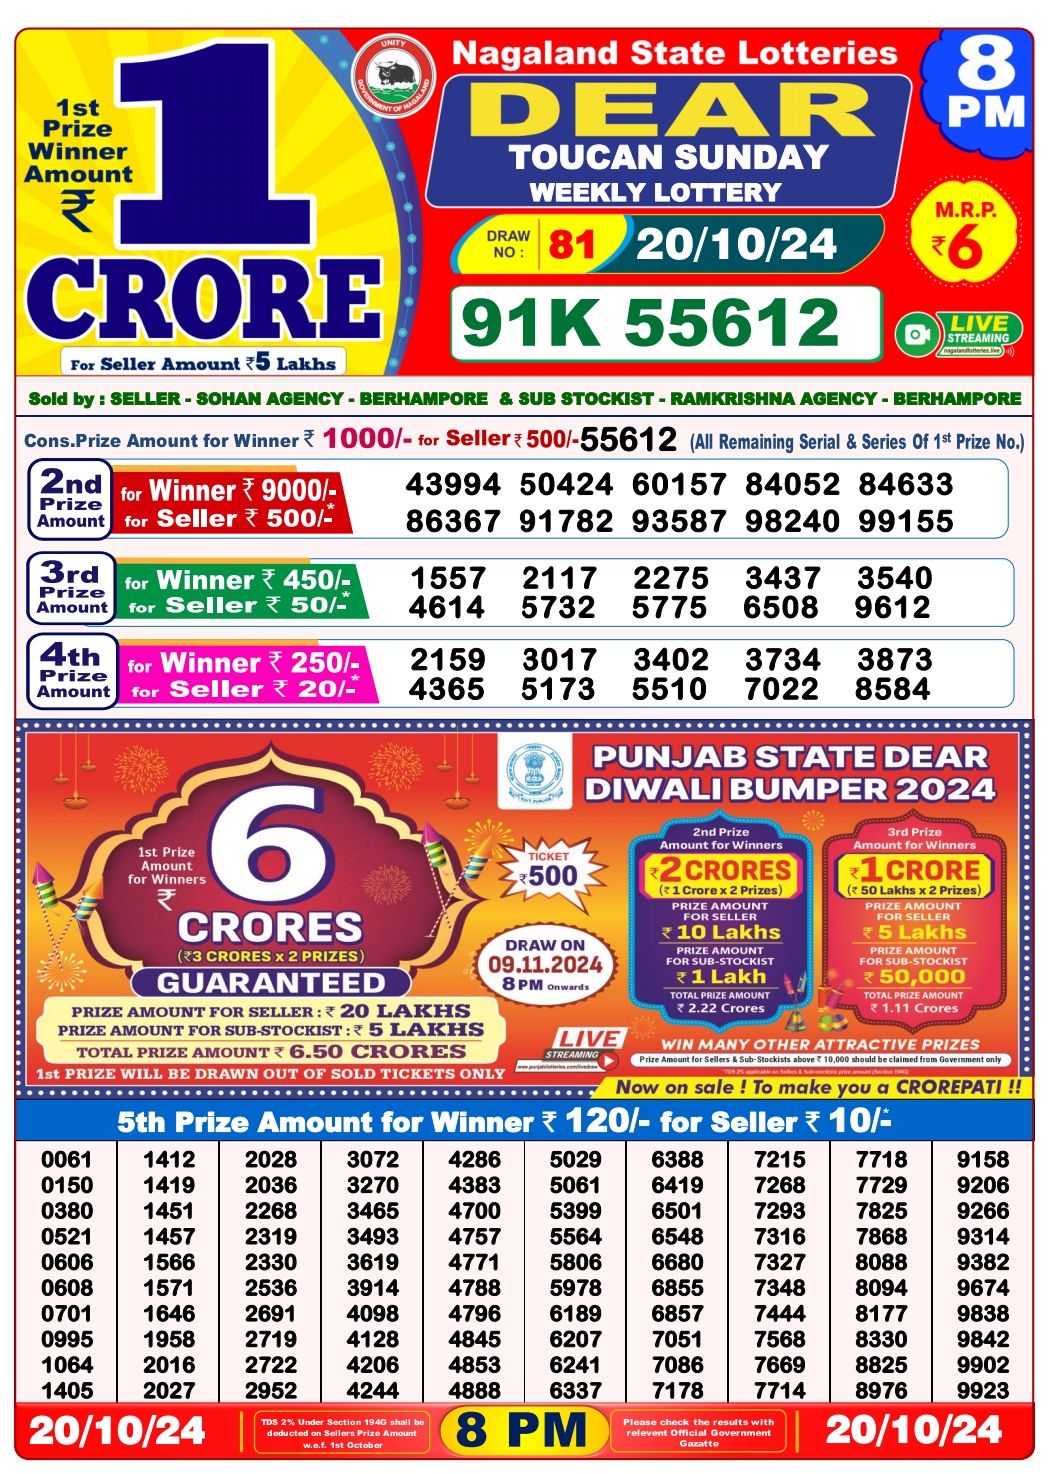 1st
Prize
Winner
Amount
₹
1
CRORE
For Seller Amount ₹5 Lakhs
UNITY
GOVERNMENT OF NAGALAND
Nagaland State Lotteries
DEAR
TOUCAN SUNDAY
WEEKLY LOTTERY
8
PM
DRAW
NO :
81
20/10/24
M.R.P.
₹6
91K 55612
LIVE
STREAMING
nagalandlotteries.live
Sold by : SELLER - SOHAN AGENCY - BERHAMPORE & SUB STOCKIST - RAMKRISHNA AGENCY - BERHAMPORE
Cons.Prize Amount for Winner ₹ 1000/- for Seller ₹ 500/- 55612 (All Remaining Serial & Series Of 1st Prize No.)
2nd
Prize
Amount
for Winner ₹ 9000/-
for Seller ₹ 500/-*
43994 50424 60157 84052 84633
86367 91782 93587 98240 99155
3rd
Prize
Amount
for Winner ₹ 450/-
for Seller ₹ 50/-*
1557 2117 2275 3437 3540
4614 5732 5775 6508 9612
4th
Prize
Amount
for Winner ₹ 250/-
for Seller ₹ 20/-*
2159 3017 3402 3734 3873
4365 5173 5510 7022 8584
1st Prize
Amount
for Winners
₹
6
CRORES
(₹3 CRORES x 2 PRIZES)
GUARANTEED
PRIZE AMOUNT FOR SELLER : ₹ 20 LAKHS
PRIZE AMOUNT FOR SUB-STOCKIST : ₹ 5 LAKHS
TOTAL PRIZE AMOUNT ₹ 6.50 CRORES
1st PRIZE WILL BE DRAWN OUT OF SOLD TICKETS ONLY
PUNJAB STATE DEAR
DIWALI BUMPER 2024
TICKET
₹500
DRAW ON
09.11.2024
8 PM Onwards
LIVE
STREAMING
www.punjablotteries.com/livedraw
2nd Prize
Amount for Winners
₹2 CRORES
(₹ 1 Crore x 2 Prizes)
PRIZE AMOUNT
FOR SELLER
₹ 10 Lakhs
PRIZE AMOUNT
FOR SUB-STOCKIST
₹ 1 Lakh
TOTAL PRIZE AMOUNT
₹ 2.22 Crores
3rd Prize
Amount for Winners
₹1 CRORE
(₹ 50 Lakhs x 2 Prizes)
PRIZE AMOUNT
FOR SELLER
₹ 5 Lakhs
PRIZE AMOUNT
FOR SUB-STOCKIST
₹ 50,000
TOTAL PRIZE AMOUNT
₹ 1.11 Crores
WIN MANY OTHER ATTRACTIVE PRIZES
Prize Amount for Sellers & Sub-Stockists above ₹ 10,000 should be claimed from Government only
*TDS 2% applicable on Sellers & Sub-stockists prize amount (Section 194G)
Now on sale ! To make you a CROREPATI !!
5th Prize Amount for Winner ₹ 120/- for Seller ₹ 10/-*
0061 1412 2028 3072 4286 5029 6388 7215 7718 9158
0150 1419 2036 3270 4383 5061 6419 7268 7729 9206
0380 1451 2268 3465 4700 5399 6501 7293 7825 9266
0521 1457 2319 3493 4757 5564 6548 7316 7868 9314
0606 1566 2330 3619 4771 5806 6680 7327 8088 9382
0608 1571 2536 3914 4788 5978 6855 7348 8094 9674
0701 1646 2691 4098 4796 6189 6857 7444 8177 9838
0995 1958 2719 4128 4845 6207 7051 7568 8330 9842
1064 2016 2722 4206 4853 6241 7086 7669 8825 9902
1405 2027 2952 4244 4888 6337 7178 7714 8976 9923
20/10/24
TDS 2% Under Section 194G shall be
deducted on Sellers Prize Amount
w.e.f. 1st October
8 PM
Please check the results with
relevent Official Government
Gazatte
20/10/24